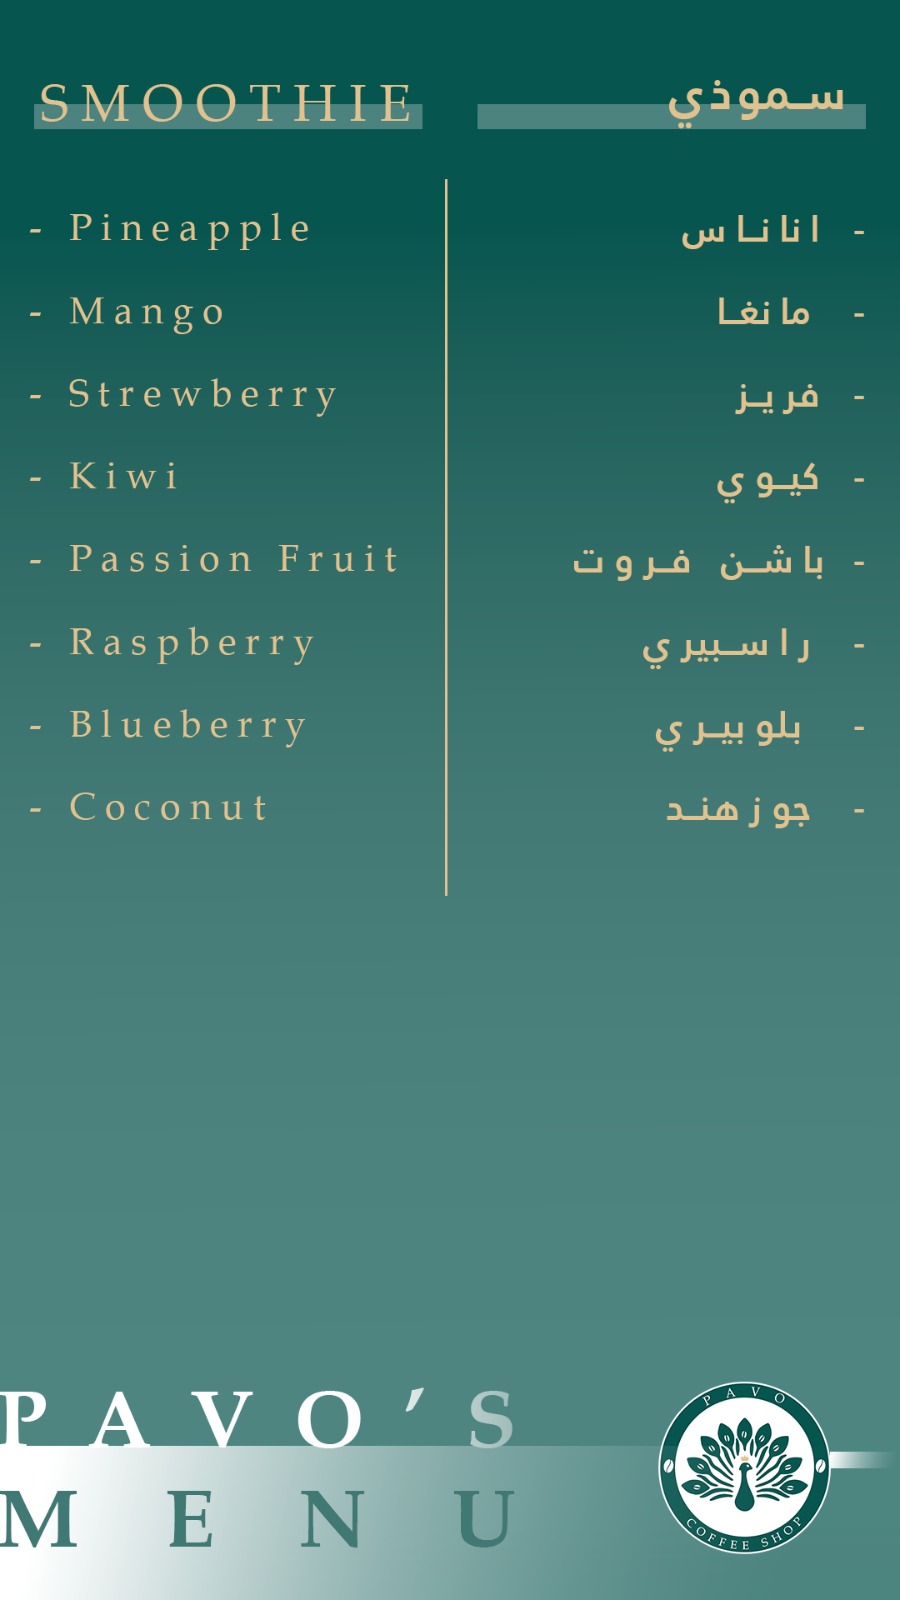 SMOOTHIE
سموذي
- Pineapple
- اناناس
- Mango
- مانغا
- Strewberry
- فريز
- Kiwi
- كيوي
- Passion Fruit
- باشن فروت
- Raspberry
- راسبيري
- Blueberry
- بلوبيري
- Coconut
- جوزهند
PAVO’S
MENU
PAVO
COFFEE SHOP